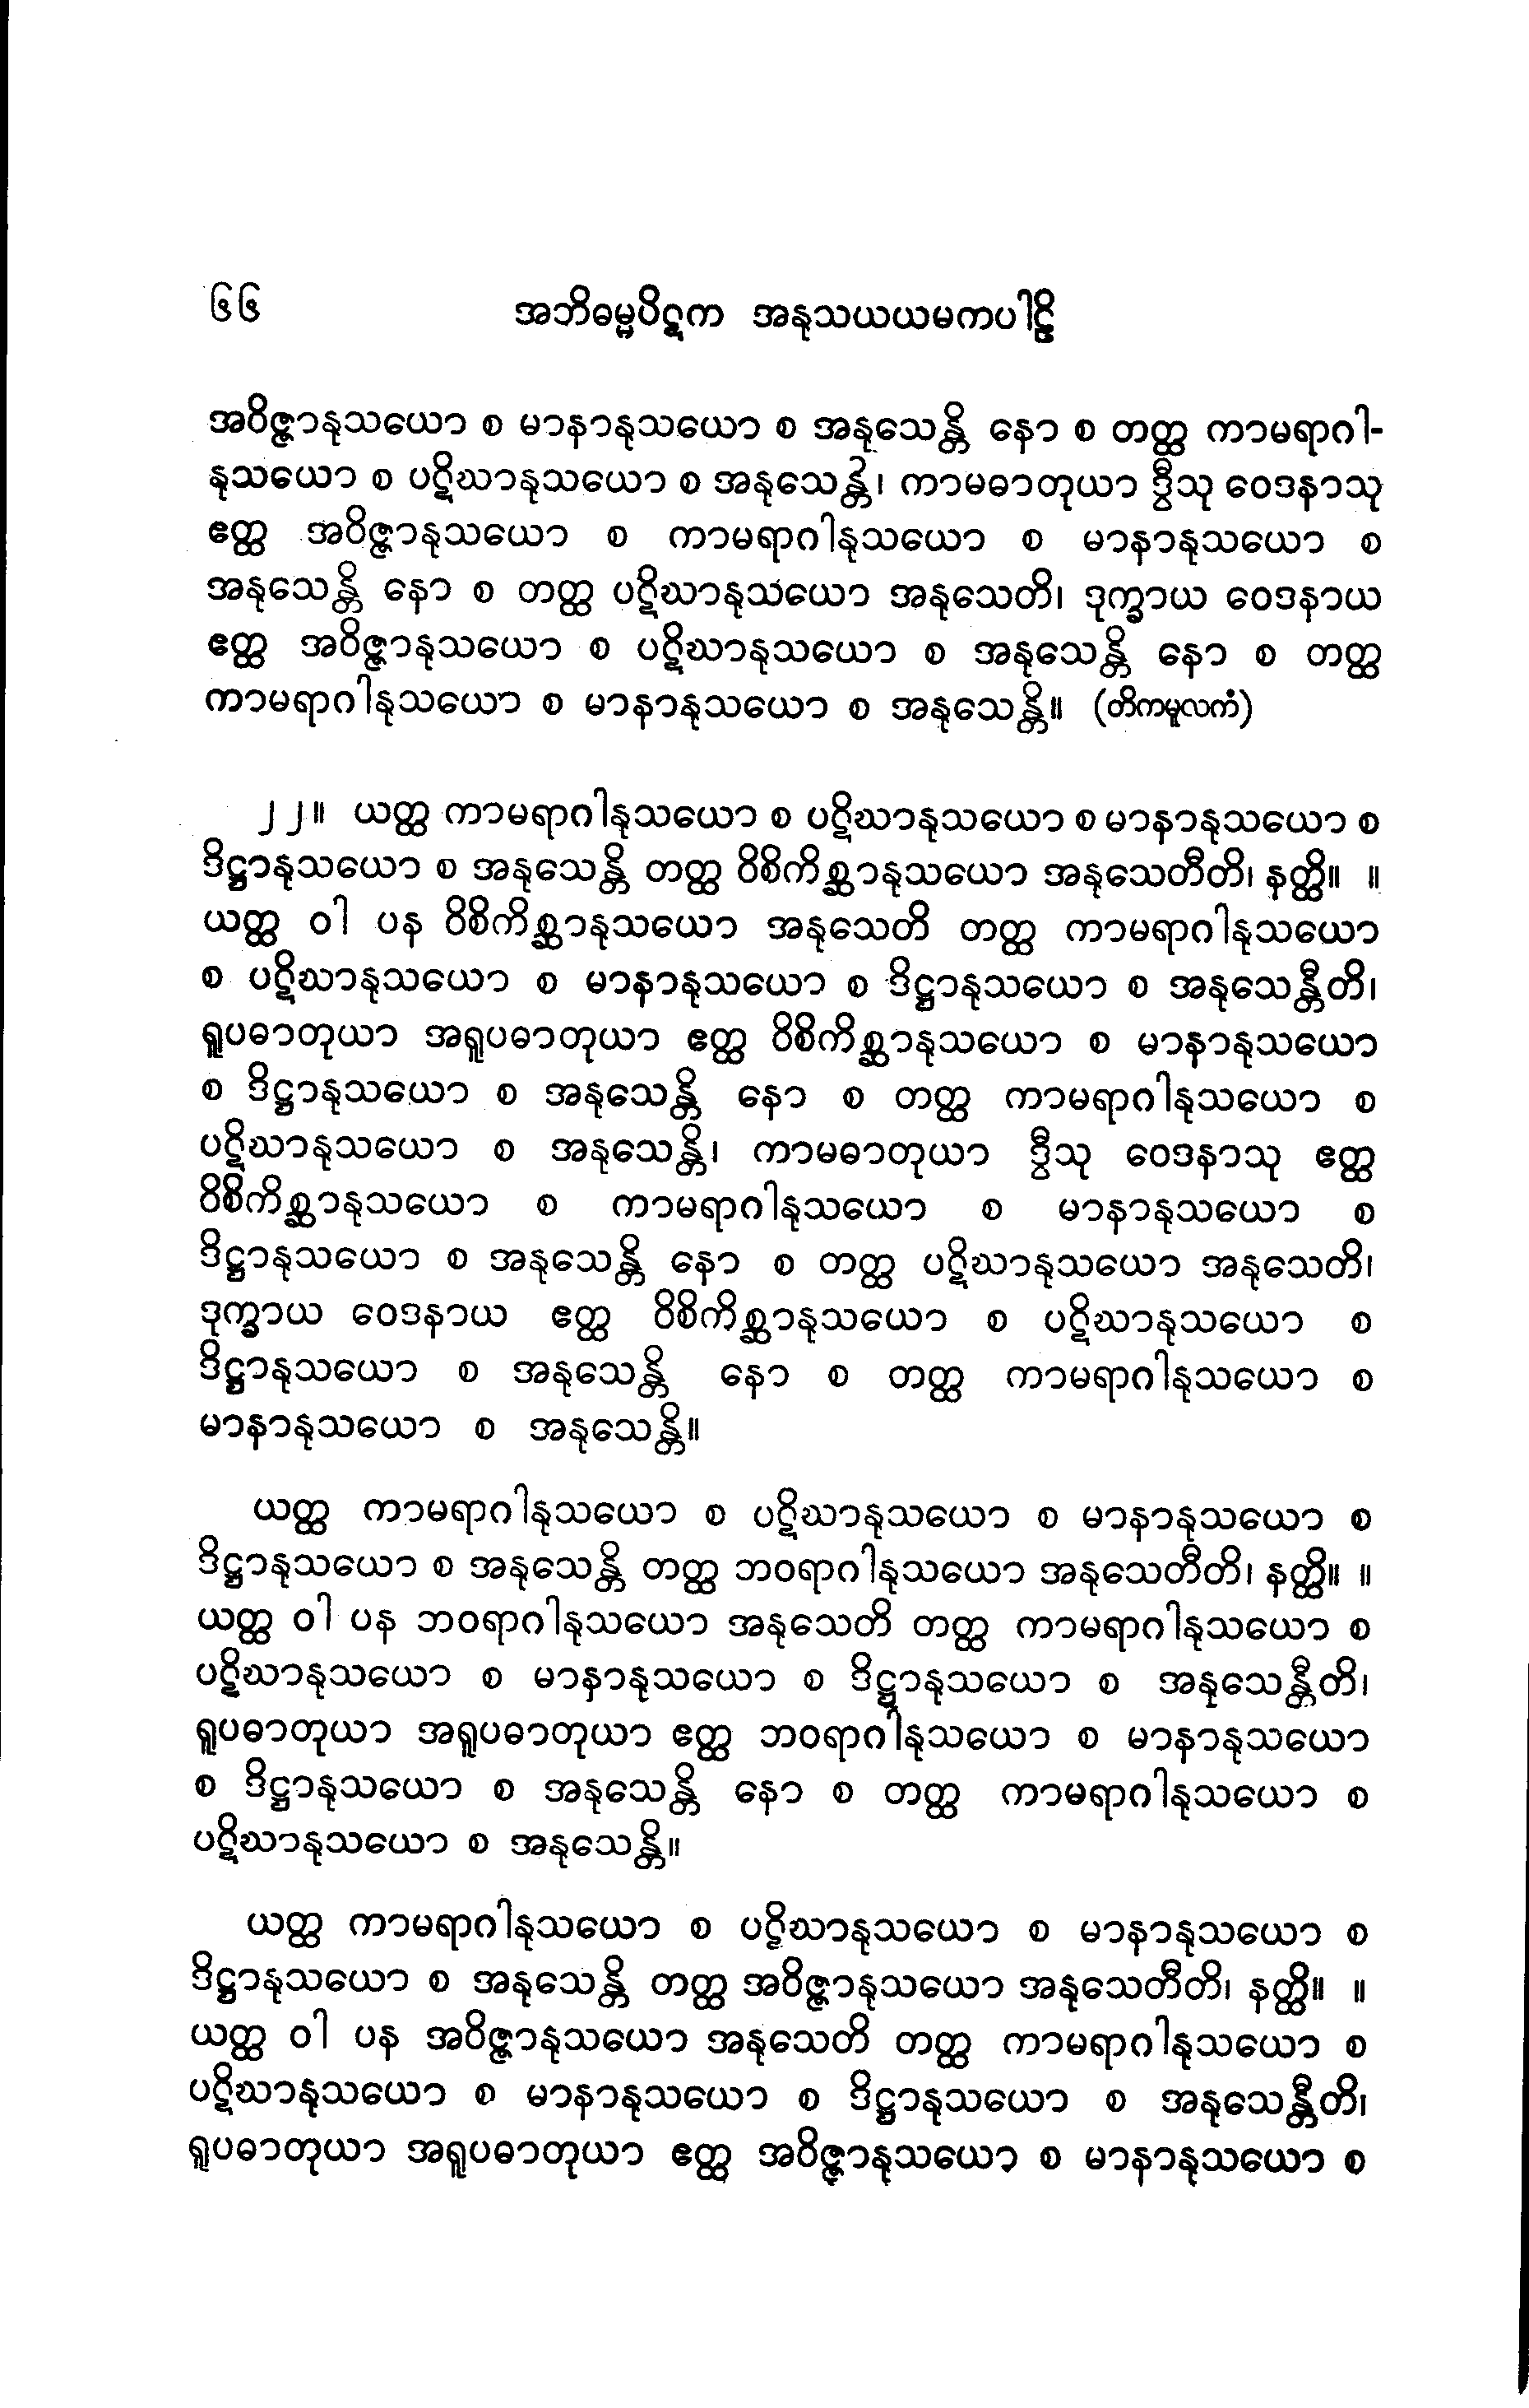 ၆၆ အဘိဓမ္မပိဋက အနုသယယမကပါဠိ
အဝိဇ္ဇာနုသယော စ မာနာနုသယော စ အနုသေန္တိ နော စ တတ္ထ ကာမရာဂါ-
နုသယော စ ပဋိဃာနုသယော စ အနုသေန္တိ၊ ကာမဓာတုယာ ဒွီသု ဝေဒနာသု
ဧတ္ထ အဝိဇ္ဇာနုသယော စ ကာမရာဂါနုသယော စ မာနာနုသယော စ
အနုသေန္တိ နော စ တတ္ထ ပဋိဃာနုသယော အနုသေတိ၊ ဒုက္ခာယ ဝေဒနာယ
ဧတ္ထ အဝိဇ္ဇာနုသယော စ ပဋိဃာနုသယော စ အနုသေန္တိ နော စ တတ္ထ
ကာမရာဂါနုသယော စ မာနာနုသယော စ အနုသေန္တိ။ (တိကမူလကံ)
၂၂။ ယတ္ထ ကာမရာဂါနုသယော စ ပဋိဃာနုသယော စ မာနာနုသယော စ
ဒိဋ္ဌာနုသယော စ အနုသေန္တိ တတ္ထ ဝိစိကိစ္ဆာနုသယော အနုသေတီတိ၊ နတ္ထိ။ ။
ယတ္ထ ဝါ ပန ဝိစိကိစ္ဆာနုသယော အနုသေတိ တတ္ထ ကာမရာဂါနုသယော
စ ပဋိဃာနုသယော စ မာနာနုသယော စ ဒိဋ္ဌာနုသယော စ အနုသေန္တီတိ၊
ရူပဓာတုယာ အရူပဓာတုယာ ဧတ္ထ ဝိစိကိစ္ဆာနုသယော စ မာနာနုသယော
စ ဒိဋ္ဌာနုသယော စ အနုသေန္တိ နော စ တတ္ထ ကာမရာဂါနုသယော စ
ပဋိဃာနုသယော စ အနုသေန္တိ၊ ကာမဓာတုယာ ဒွီသု ဝေဒနာသု ဧတ္ထ
ဝိစိကိစ္ဆာနုသယော စ ကာမရာဂါနုသယော စ မာနာနုသယော စ
ဒိဋ္ဌာနုသယော စ အနုသေန္တိ နော စ တတ္ထ ပဋိဃာနုသယော အနုသေတိ၊
ဒုက္ခာယ ဝေဒနာယ ဧတ္ထ ဝိစိကိစ္ဆာနုသယော စ ပဋိဃာနုသယော စ
ဒိဋ္ဌာနုသယော စ အနုသေန္တိ နော စ တတ္ထ ကာမရာဂါနုသယော စ
မာနာနုသယော စ အနုသေန္တိ။
ယတ္ထ ကာမရာဂါနုသယော စ ပဋိဃာနုသယော စ မာနာနုသယော စ
ဒိဋ္ဌာနုသယော စ အနုသေန္တိ တတ္ထ ဘဝရာဂါနုသယော အနုသေတီတိ၊ နတ္ထိ။ ။
ယတ္ထ ဝါ ပန ဘဝရာဂါနုသယော အနုသေတိ တတ္ထ ကာမရာဂါနုသယော စ
ပဋိဃာနုသယော စ မာနာနုသယော စ ဒိဋ္ဌာနုသယော စ အနုသေန္တီတိ၊
ရူပဓာတုယာ အရူပဓာတုယာ ဧတ္ထ ဘဝရာဂါနုသယော စ မာနာနုသယော
စ ဒိဋ္ဌာနုသယော စ အနုသေန္တိ နော စ တတ္ထ ကာမရာဂါနုသယော စ
ပဋိဃာနုသယော စ အနုသေန္တိ။
ယတ္ထ ကာမရာဂါနုသယော စ ပဋိဃာနုသယော စ မာနာနုသယော စ
ဒိဋ္ဌာနုသယော စ အနုသေန္တိ တတ္ထ အဝိဇ္ဇာနုသယော အနုသေတီတိ၊ နတ္ထိ။ ။
ယတ္ထ ဝါ ပန အဝိဇ္ဇာနုသယော အနုသေတိ တတ္ထ ကာမရာဂါနုသယော စ
ပဋိဃာနုသယော စ မာနာနုသယော စ ဒိဋ္ဌာနုသယော စ အနုသေန္တီတိ၊
ရူပဓာတုယာ အရူပဓာတုယာ ဧတ္ထ အဝိဇ္ဇာနုသယော စ မာနာနုသယော စ